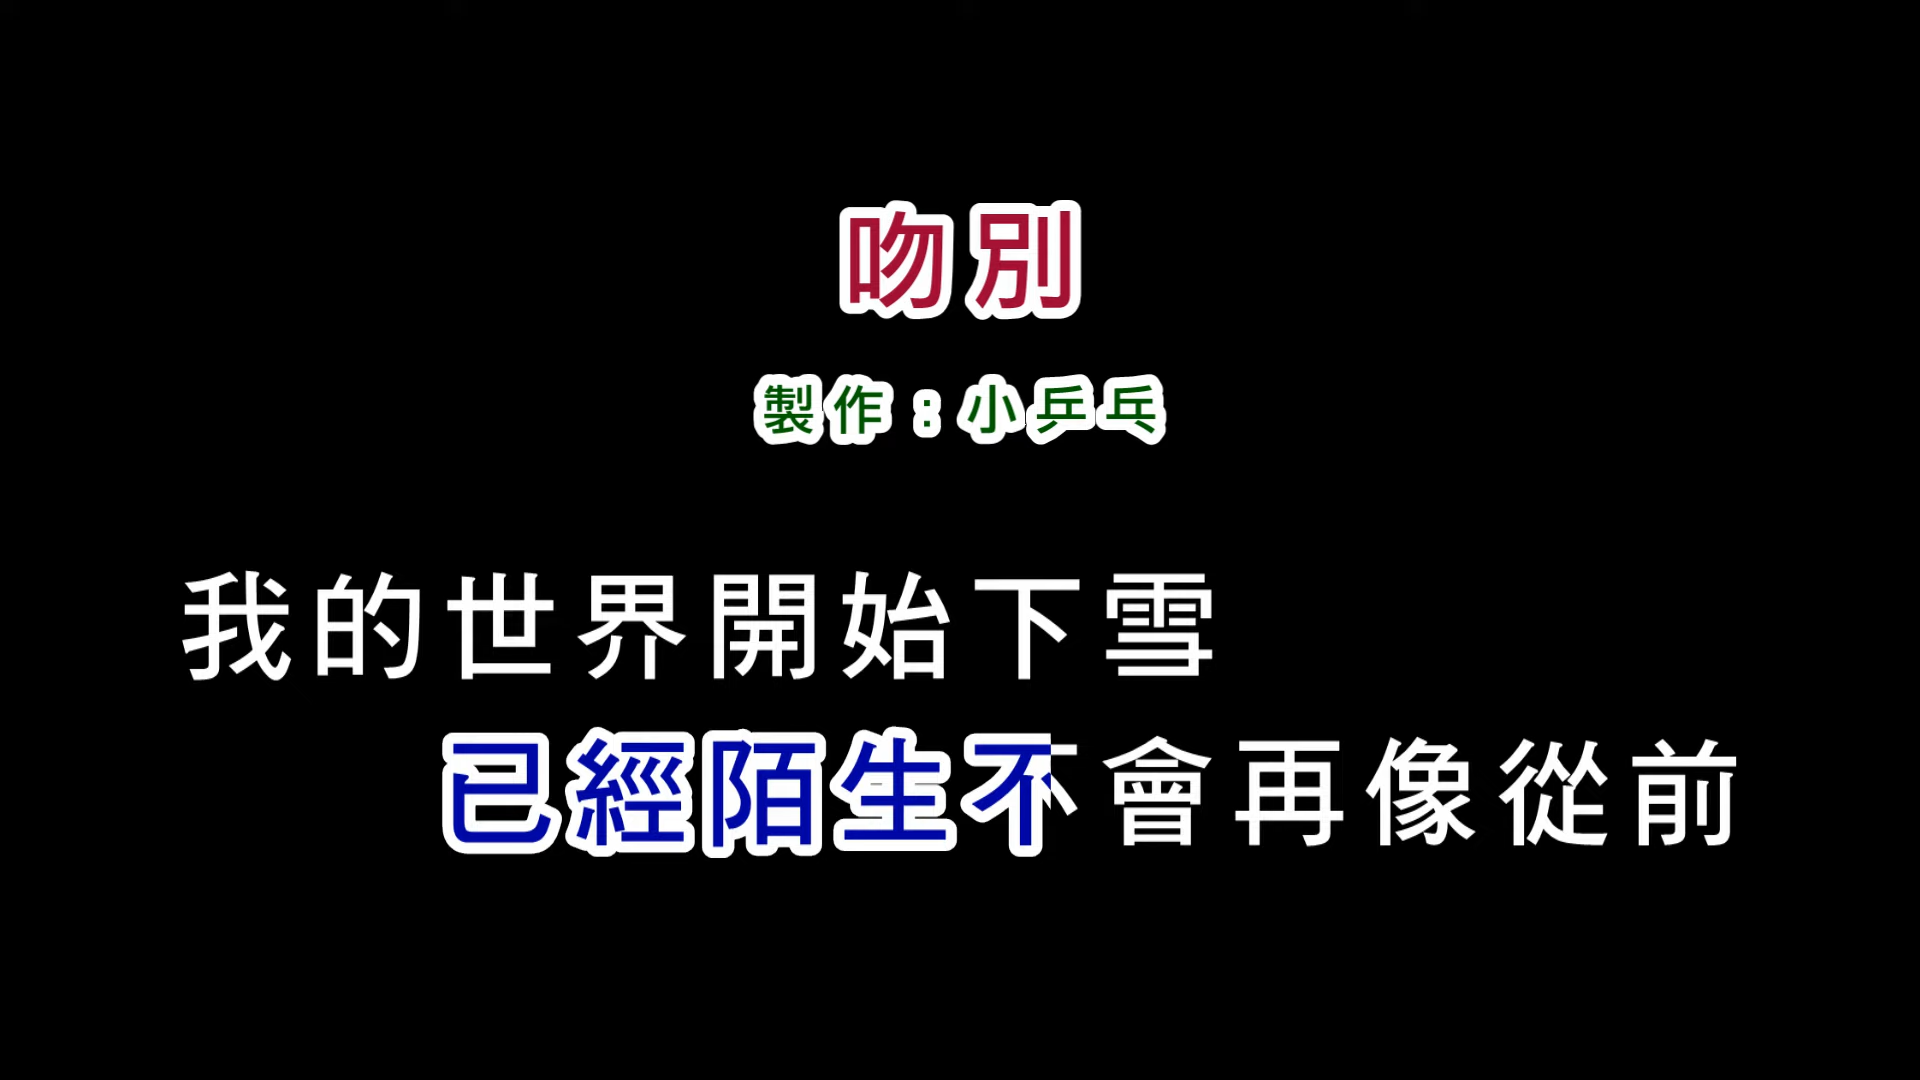 吻別
製作：小乒乓
我的世界開始下雪
已經陌生不會再像從前